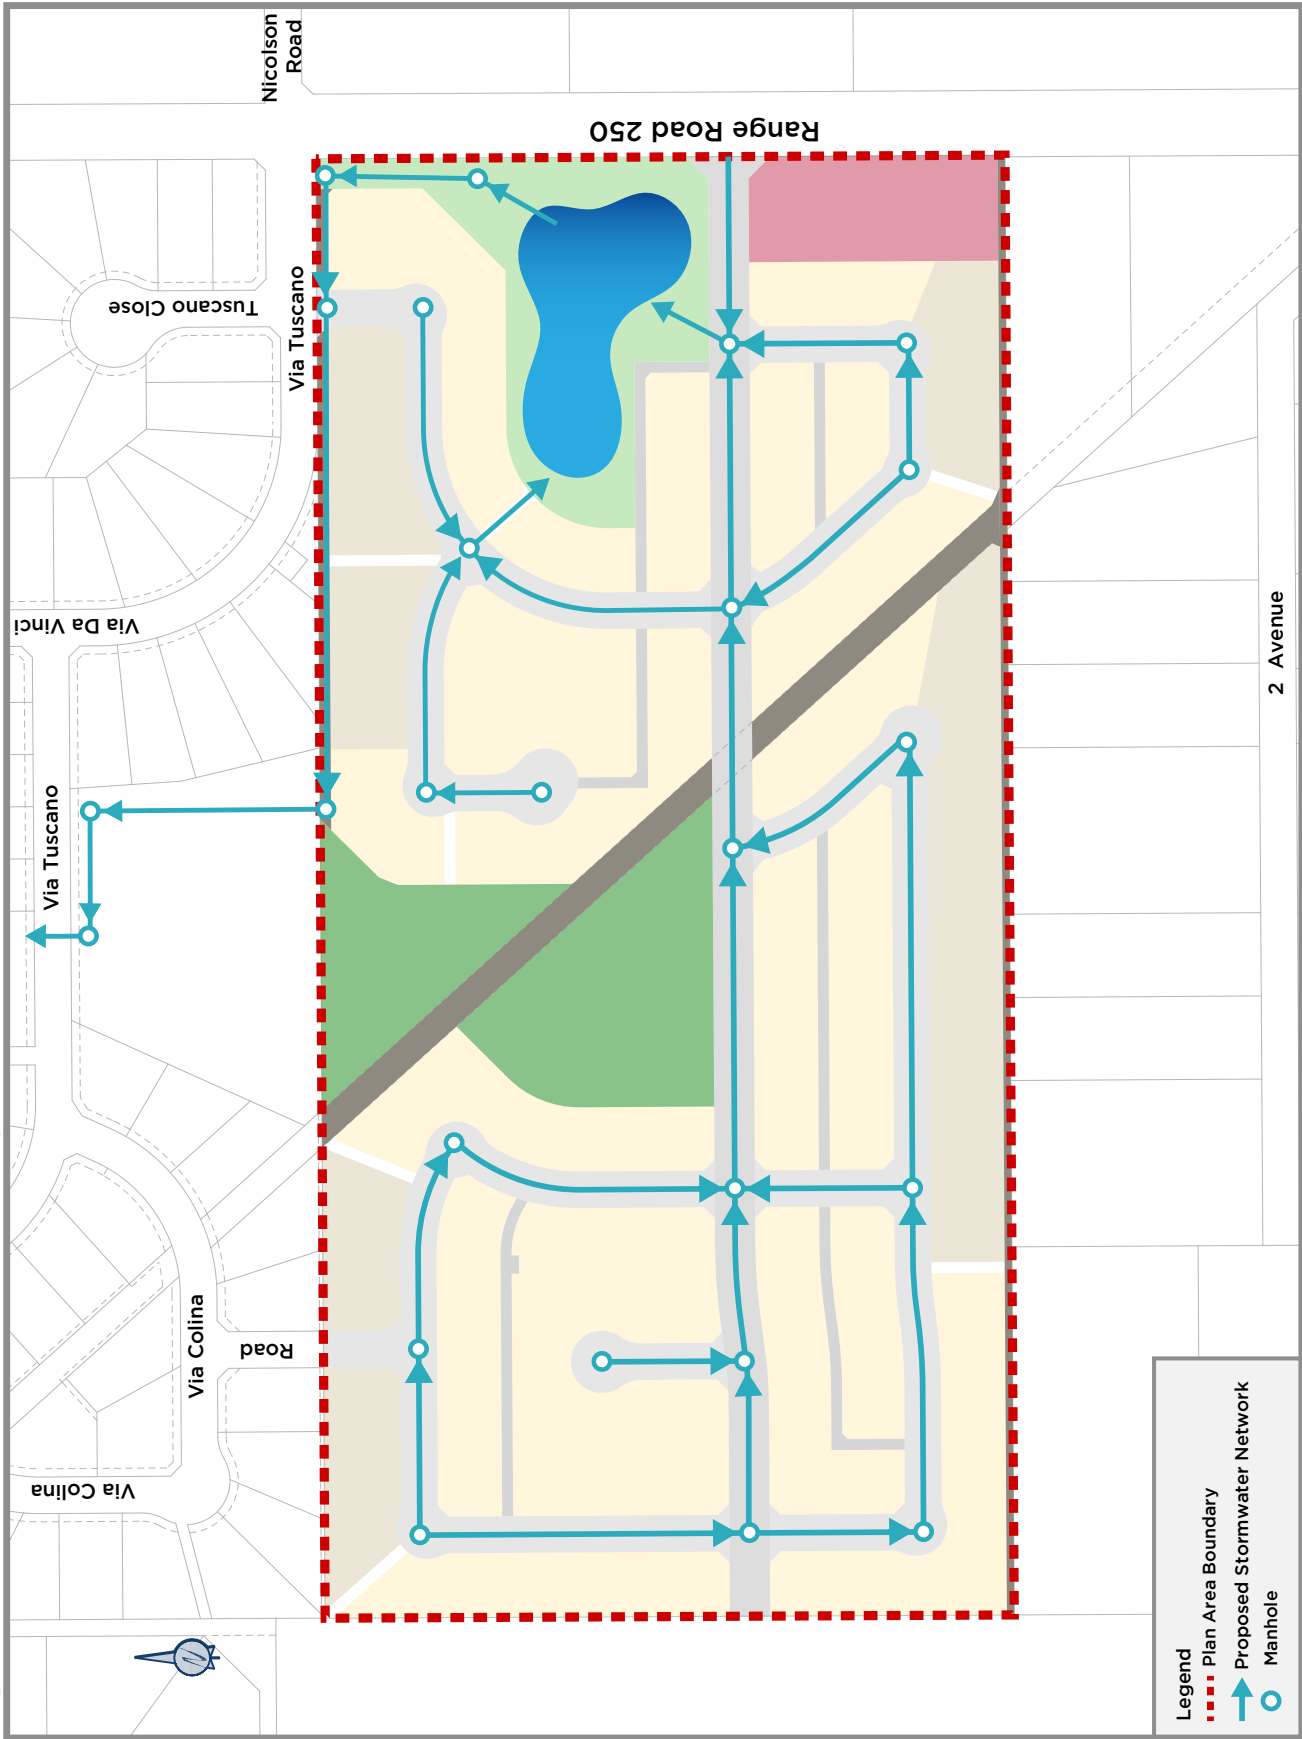 Nicolson
Road
Range Road 250
Tuscano Close
Via Tuscano
Via Da Vinci
2 Avenue
Via Tuscano
Via Colina
Road
Via Colina
N
Legend
Plan Area Boundary
Proposed Stormwater Network
Manhole